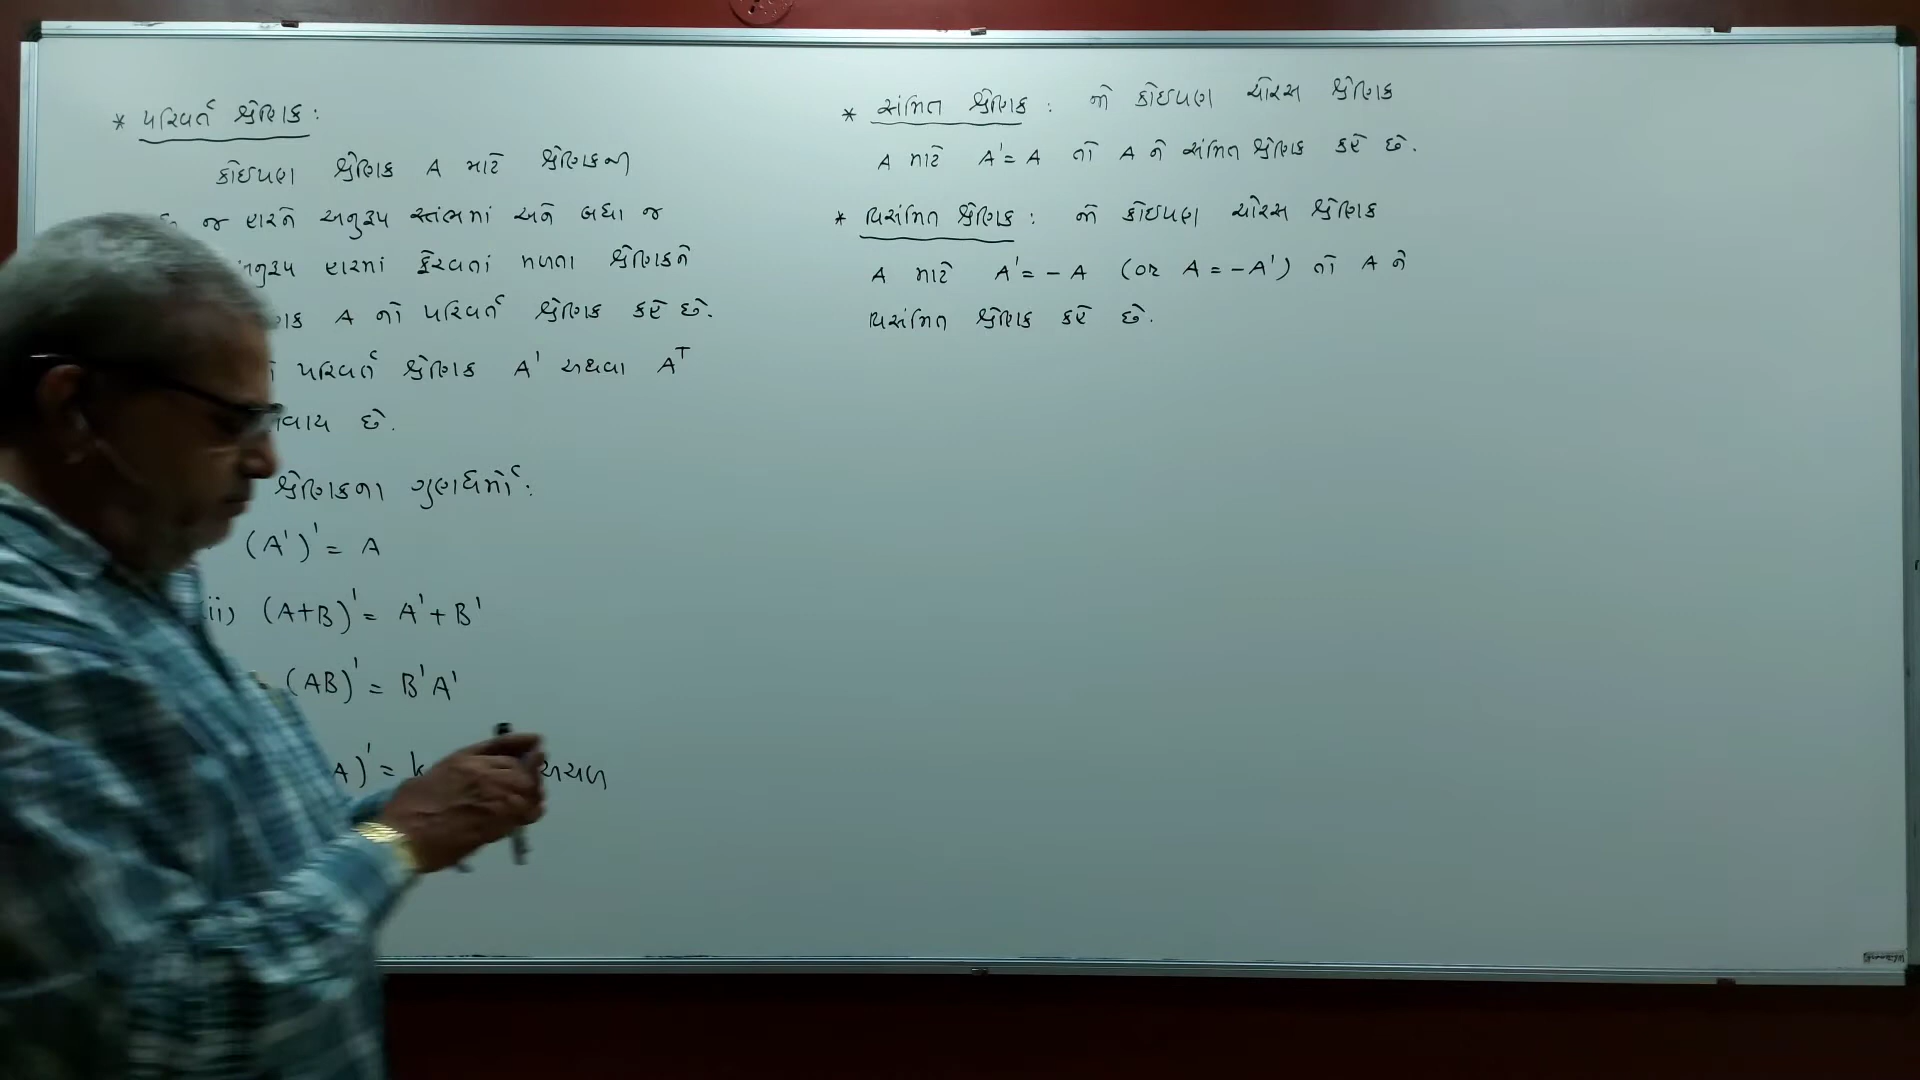 * પરિવર્ત શ્રેણિક :
કોઈપણ શ્રેણિક A માટે શ્રેણિકની
જ હારને અનુરૂપ સ્તંભમાં અને બધા જ
હારમાં ફેરવતાં મળતા શ્રેણિકને
A નો પરિવર્ત શ્રેણિક કહે છે.
પરિવર્ત શ્રેણિક A' અથવા A^T
છે.
શ્રેણિકના ગુણધર્મો :
(A')' = A
(ii) (A+B)' = A' + B'
(AB)' = B'A'
A)' = k અચળ
* સંમિત શ્રેણિક : જો કોઈપણ ચોરસ શ્રેણિક
A માટે A' = A તો A ને સંમિત શ્રેણિક કહે છે.
* વિસંમિત શ્રેણિક : જો કોઈપણ ચોરસ શ્રેણિક
A માટે A' = - A (or A = - A') તો A ને
વિસંમિત શ્રેણિક કહે છે.